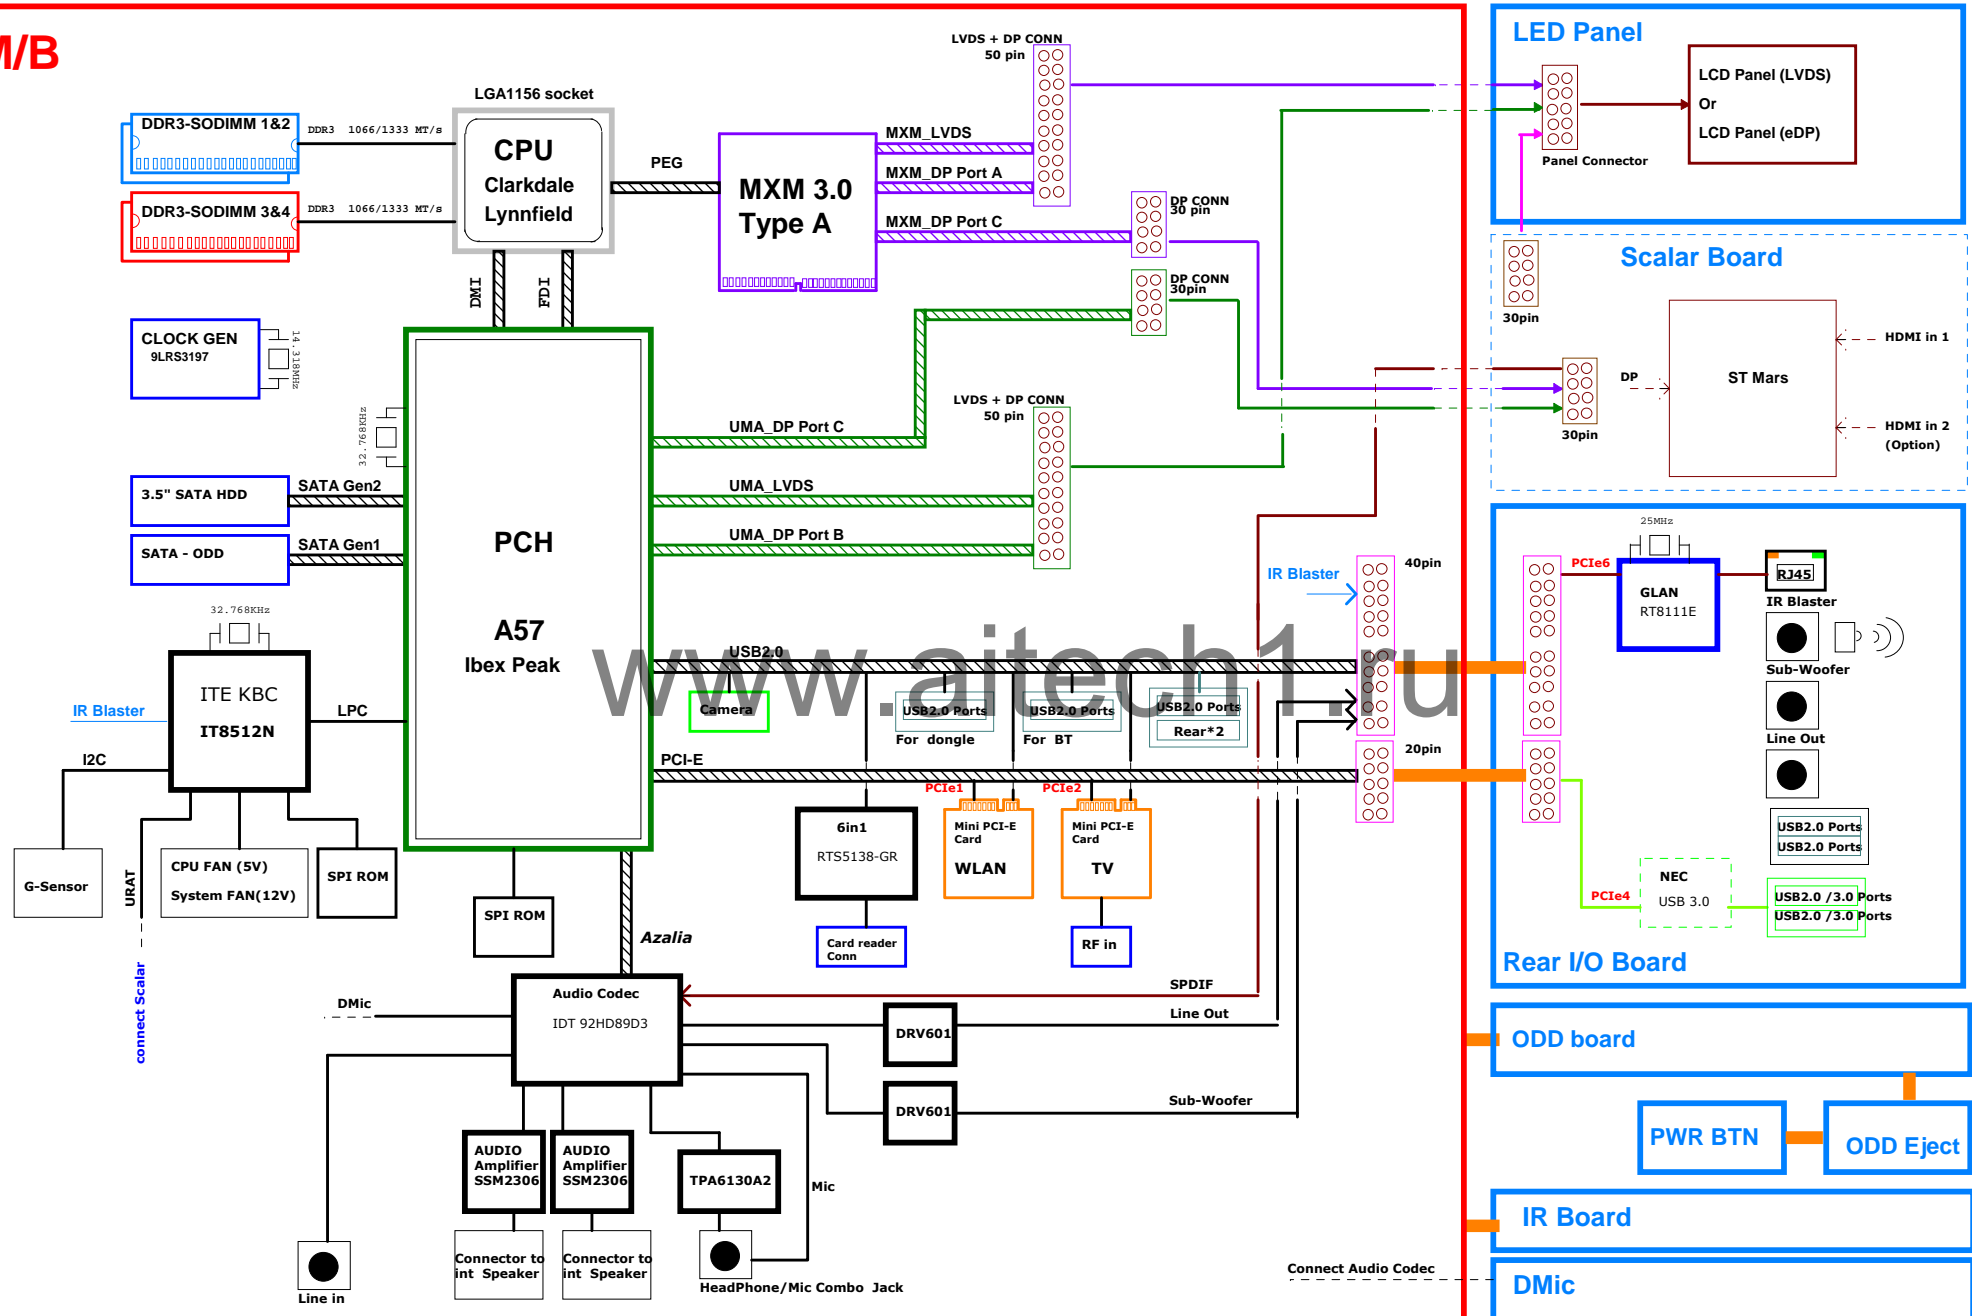 M/B
LVDS + DP CONN
50 pin
LED Panel
LCD Panel (LVDS)
Or
LCD Panel (eDP)
Panel Connector
LGA1156 socket
DDR3-SODIMM 1&2
DDR3 1066/1333 MT/s
CPU
Clarkdale
Lynnfield
PEG
MXM 3.0
Type A
MXM_LVDS
MXM_DP Port A
MXM_DP Port C
DP CONN
30 pin
DDR3-SODIMM 3&4
DDR3 1066/1333 MT/s
DMI
FDI
DP CONN
30pin
Scalar Board
30pin
HDMI in 1
DP
ST Mars
HDMI in 2
(Option)
30pin
CLOCK GEN
9LRS3197
14.318MHz
32.768KHz
LVDS + DP CONN
50 pin
UMA_DP Port C
UMA_LVDS
UMA_DP Port B
3.5" SATA HDD
SATA Gen2
SATA - ODD
SATA Gen1
PCH
A57
Ibex Peak
32.768KHz
ITE KBC
IT8512N
IR Blaster
LPC
I2C
USB2.0
Camera
USB2.0 Ports
For dongle
USB2.0 Ports
For BT
USB2.0 Ports
Rear*2
IR Blaster
40pin
20pin
PCI-E
PCIe1
PCIe2
www.aitech1.ru
25MHz
PCIe6
GLAN
RT8111E
RJ45
IR Blaster
Sub-Woofer
Line Out
USB2.0 Ports
USB2.0 Ports
PCIe4
NEC
USB 3.0
USB2.0 /3.0 Ports
USB2.0 /3.0 Ports
Rear I/O Board
G-Sensor
URAT
connect Scalar
CPU FAN (5V)
System FAN(12V)
SPI ROM
SPI ROM
Azalia
6in1
RTS5138-GR
Card reader
Conn
Mini PCI-E
Card
WLAN
Mini PCI-E
Card
TV
RF in
DMic
Audio Codec
IDT 92HD89D3
SPDIF
Line Out
DRV601
DRV601
Sub-Woofer
AUDIO
Amplifier
SSM2306
AUDIO
Amplifier
SSM2306
TPA6130A2
Mic
Line in
Connector to
int Speaker
Connector to
int Speaker
HeadPhone/Mic Combo Jack
ODD board
PWR BTN
ODD Eject
IR Board
Connect Audio Codec
DMic